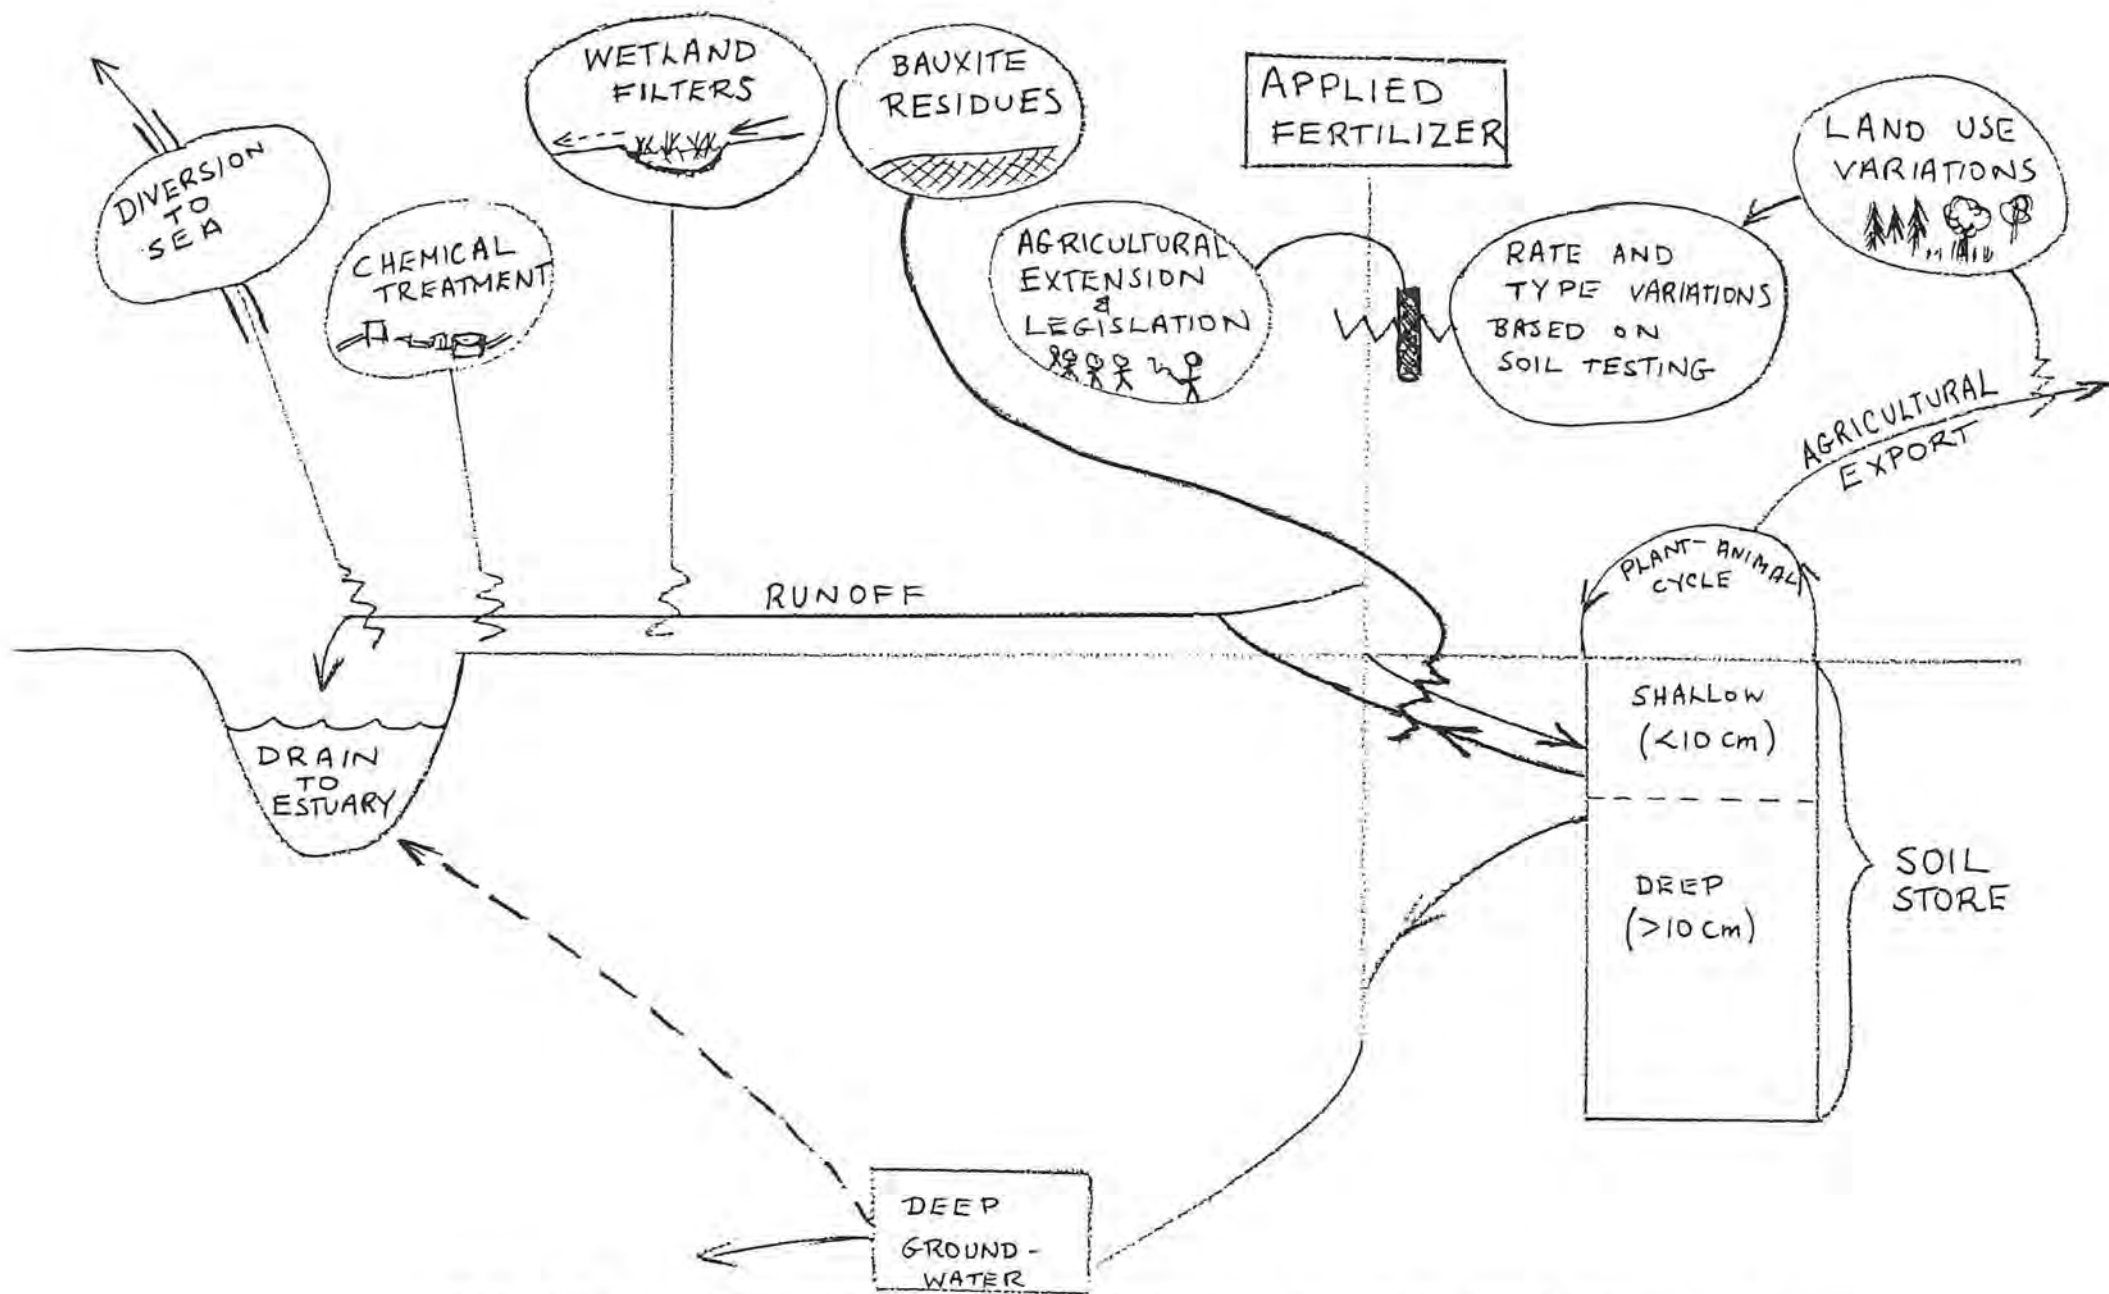 WETLAND
FILTERS
BAUXITE
RESIDUES
APPLIED
FERTILIZER
LAND USE
VARIATIONS
DIVERSION
TO
SEA
CHEMICAL
TREATMENT
AGRICULTURAL
EXTENSION
&
LEGISLATION
RATE AND
TYPE VARIATIONS
BASED ON
SOIL TESTING
AGRICULTURAL
EXPORT
PLANT-ANIMAL
CYCLE
RUNOFF
SHALLOW
(<10 cm)
DRAIN
TO
ESTUARY
DEEP
(>10 cm)
SOIL
STORE
DEEP
GROUND-
WATER